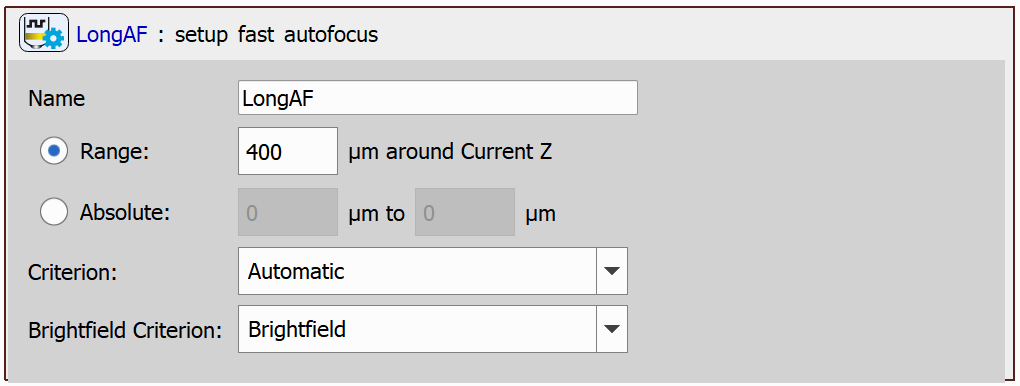 LongAF : setup fast autofocus
Name LongAF
Range: 400 µm around Current Z
Absolute: 0 µm to 0 µm
Criterion: Automatic
Brightfield Criterion: Brightfield